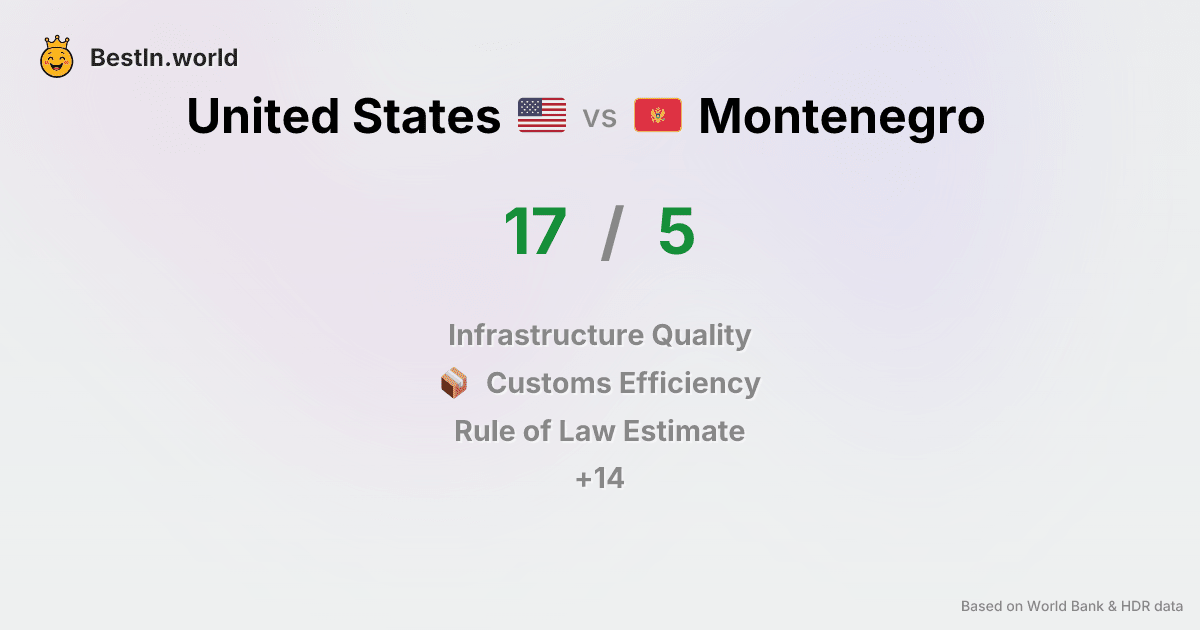 BestIn.world
United States vs Montenegro
17 / 5
Infrastructure Quality
Customs Efficiency
Rule of Law Estimate
+14
Based on World Bank & HDR data